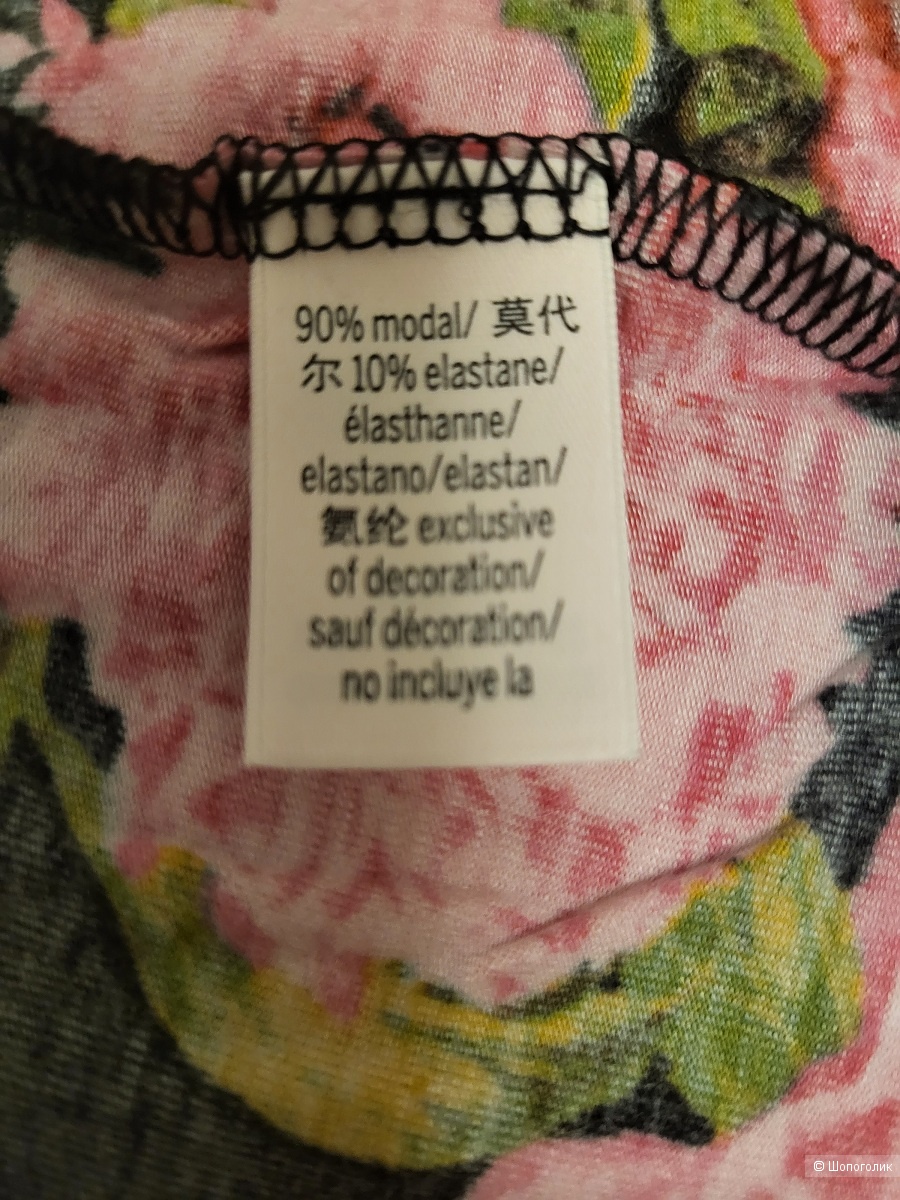 90% modal/ 莫代
尔 10% elastane/
élasthanne/
elastano/elastan/
氨纶 exclusive
of decoration/
sauf décoration/
no incluye la
© Шопоголик